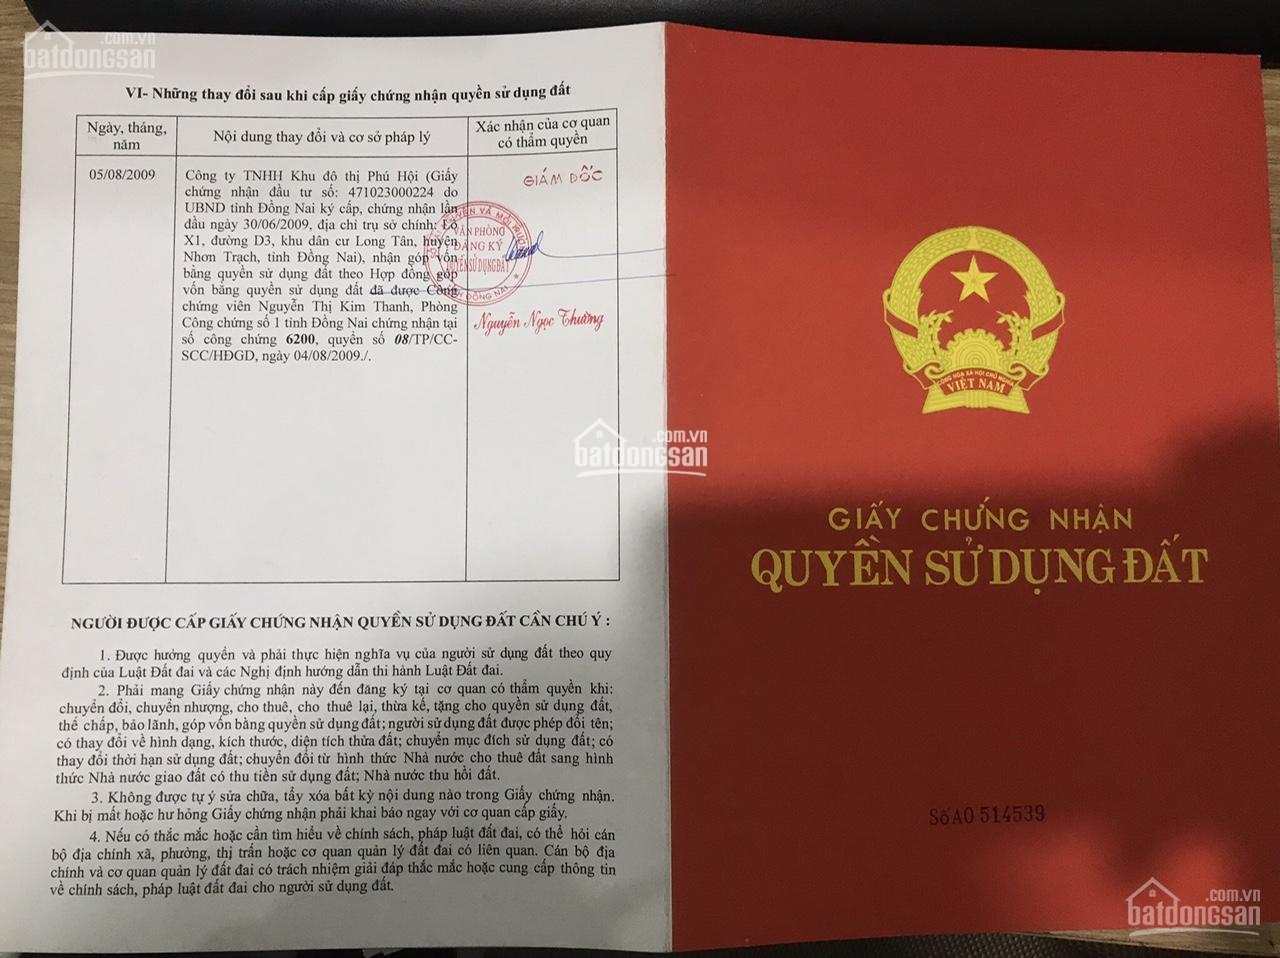 .com.vn
batdongsan
VI- Những thay đổi sau khi cấp giấy chứng nhận quyền sử dụng đất
Ngày, tháng,
năm
Nội dung thay đổi và cơ sở pháp lý
Xác nhận của cơ quan
có thẩm quyền
05/08/2009
Công ty TNHH Khu đô thị Phú Hội (Giấy
chứng nhận đầu tư số: 471023000224 do
UBND tỉnh Đồng Nai ký cấp, chứng nhận lần
đầu ngày 30/06/2009, địa chỉ trụ sở chính: Lô
X1, đường D3, khu dân cư Long Tân, huyện
Nhơn Trạch, tỉnh Đồng Nai), nhận góp vốn
bằng quyền sử dụng đất theo Hợp đồng góp
vốn bằng quyền sử dụng đất đã được Công
chứng viên Nguyễn Thị Kim Thanh, Phòng
Công chứng số 1 tỉnh Đồng Nai chứng nhận tại
số công chứng 6200, quyển số 08/TP/CC-
SCC/HĐGD, ngày 04/08/2009./.
GIÁM ĐỐC
VĂN PHÒNG
ĐĂNG KÝ
QUYỀN SỬ DỤNG ĐẤT
TỈNH ĐỒNG NAI
Nguyễn Ngọc Thường
NGƯỜI ĐƯỢC CẤP GIẤY CHỨNG NHẬN QUYỀN SỬ DỤNG ĐẤT CẦN CHÚ Ý :
1. Được hưởng quyền và phải thực hiện nghĩa vụ của người sử dụng đất theo quy
định của Luật Đất đai và các Nghị định hướng dẫn thi hành Luật Đất đai.
2. Phải mang Giấy chứng nhận này đến đăng ký tại cơ quan có thẩm quyền khi:
chuyển đổi, chuyển nhượng, cho thuê, cho thuê lại, thừa kế, tặng cho quyền sử dụng đất,
thế chấp, bảo lãnh, góp vốn bằng quyền sử dụng đất; người sử dụng đất được phép đổi tên;
có thay đổi về hình dạng, kích thước, diện tích thửa đất; chuyển mục đích sử dụng đất; có
thay đổi thời hạn sử dụng đất; chuyển đổi từ hình thức Nhà nước cho thuê đất sang hình
thức Nhà nước giao đất có thu tiền sử dụng đất; Nhà nước thu hồi đất.
3. Không được tự ý sửa chữa, tẩy xóa bất kỳ nội dung nào trong Giấy chứng nhận.
Khi bị mất hoặc hư hỏng Giấy chứng nhận phải khai báo ngay với cơ quan cấp giấy.
4. Nếu có thắc mắc hoặc cần tìm hiểu về chính sách, pháp luật đất đai, có thể hỏi cán
bộ địa chính xã, phường, thị trấn hoặc cơ quan quản lý đất đai có liên quan. Cán bộ địa
chính và cơ quan quản lý đất đai có trách nhiệm giải đáp thắc mắc hoặc cung cấp thông tin
về chính sách, pháp luật đất đai cho người sử dụng đất.
.com.vn
batdongsan
CỘNG HÒA XÃ HỘI CHỦ NGHĨA
VIỆT NAM
GIẤY CHỨNG NHẬN
QUYỀN SỬ DỤNG ĐẤT
Số AO 514539
.com.vn
batdongsan